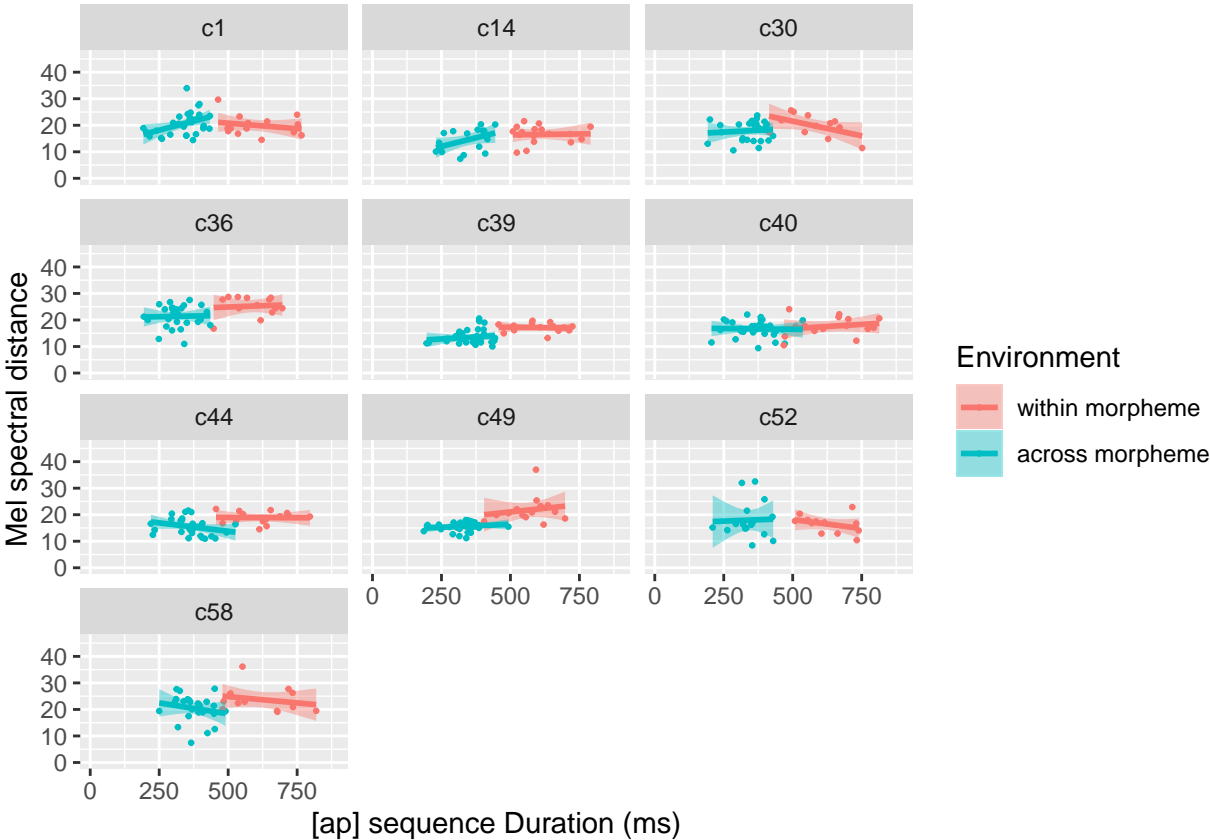 c1 c14 c30
40
30
20
10
0
c36 c39 c40
40
30
20
10
0
c44 c49 c52
40
30
20
10
0
0 250 500 750 0 250 500 750
c58
40
30
20
10
0
0 250 500 750
[ap] sequence Duration (ms)
Mel spectral distance
Environment
within morpheme
across morpheme